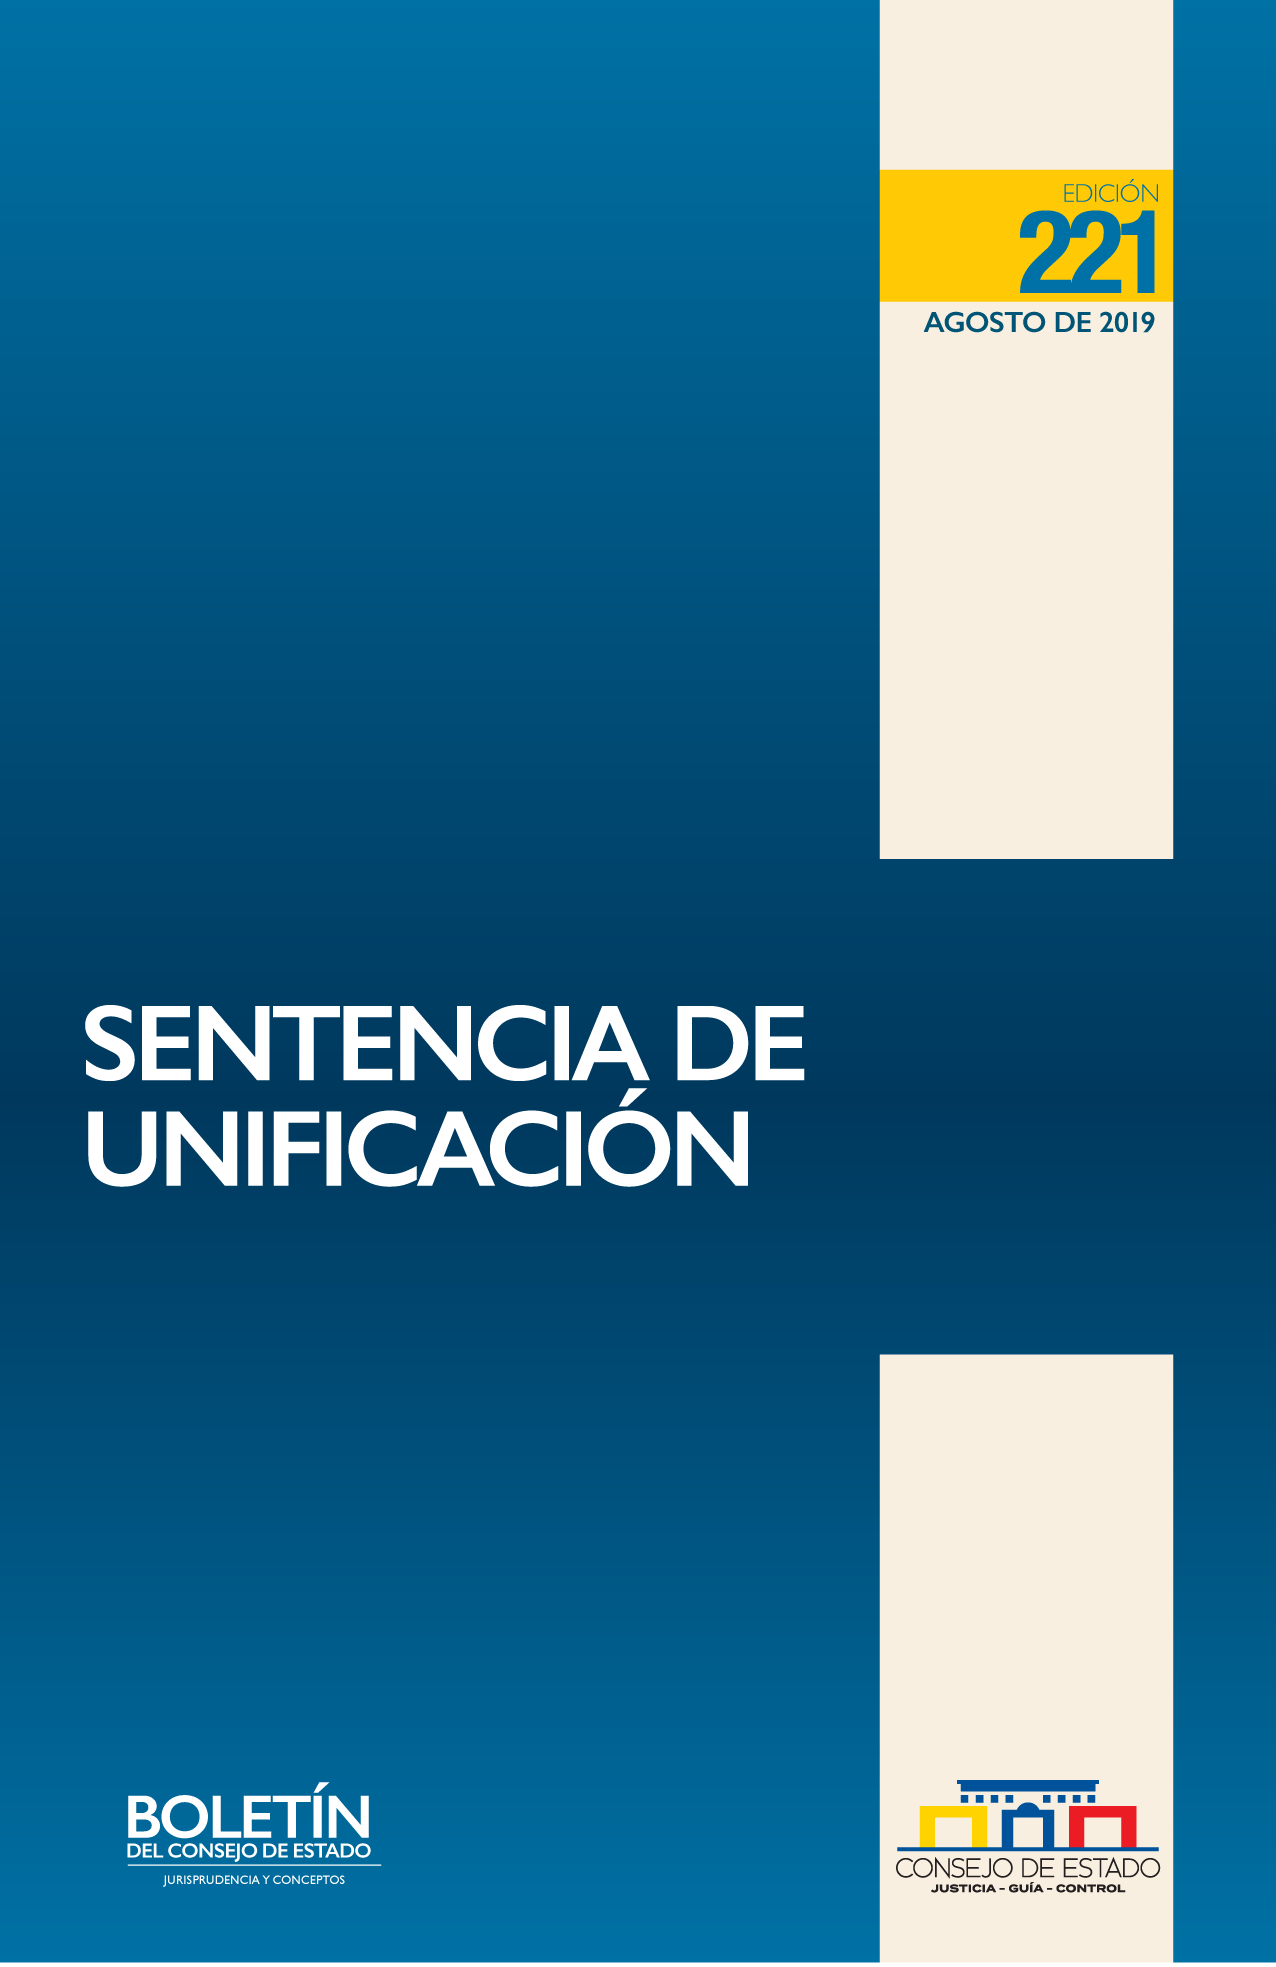 EDICIÓN
221
AGOSTO DE 2019
SENTENCIA DE
UNIFICACIÓN
BOLETÍN
DEL CONSEJO DE ESTADO
JURISPRUDENCIA Y CONCEPTOS
CONSEJO DE ESTADO
JUSTICIA - GUÍA - CONTROL